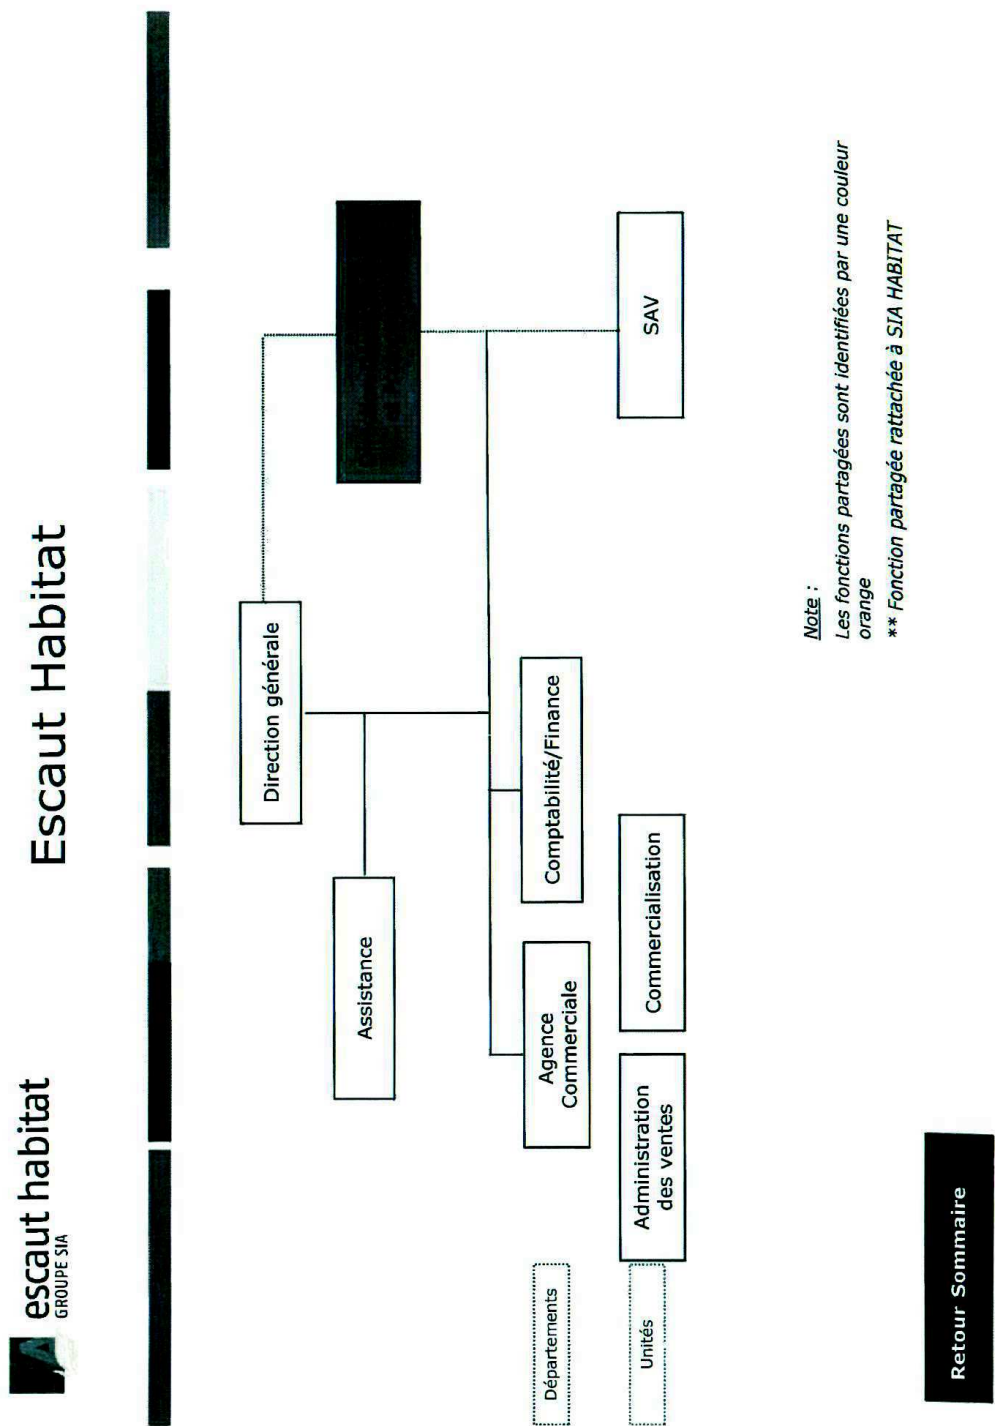 escaut habitat
GROUPE SIA
Escaut Habitat
Direction générale
Assistance
Départements
Agence
Commerciale
Comptabilité/Finance
Unités
Administration
des ventes
Commercialisation
SAV
Note :
Les fonctions partagées sont identifiées par une couleur
orange
** Fonction partagée rattachée à SIA HABITAT
Retour Sommaire